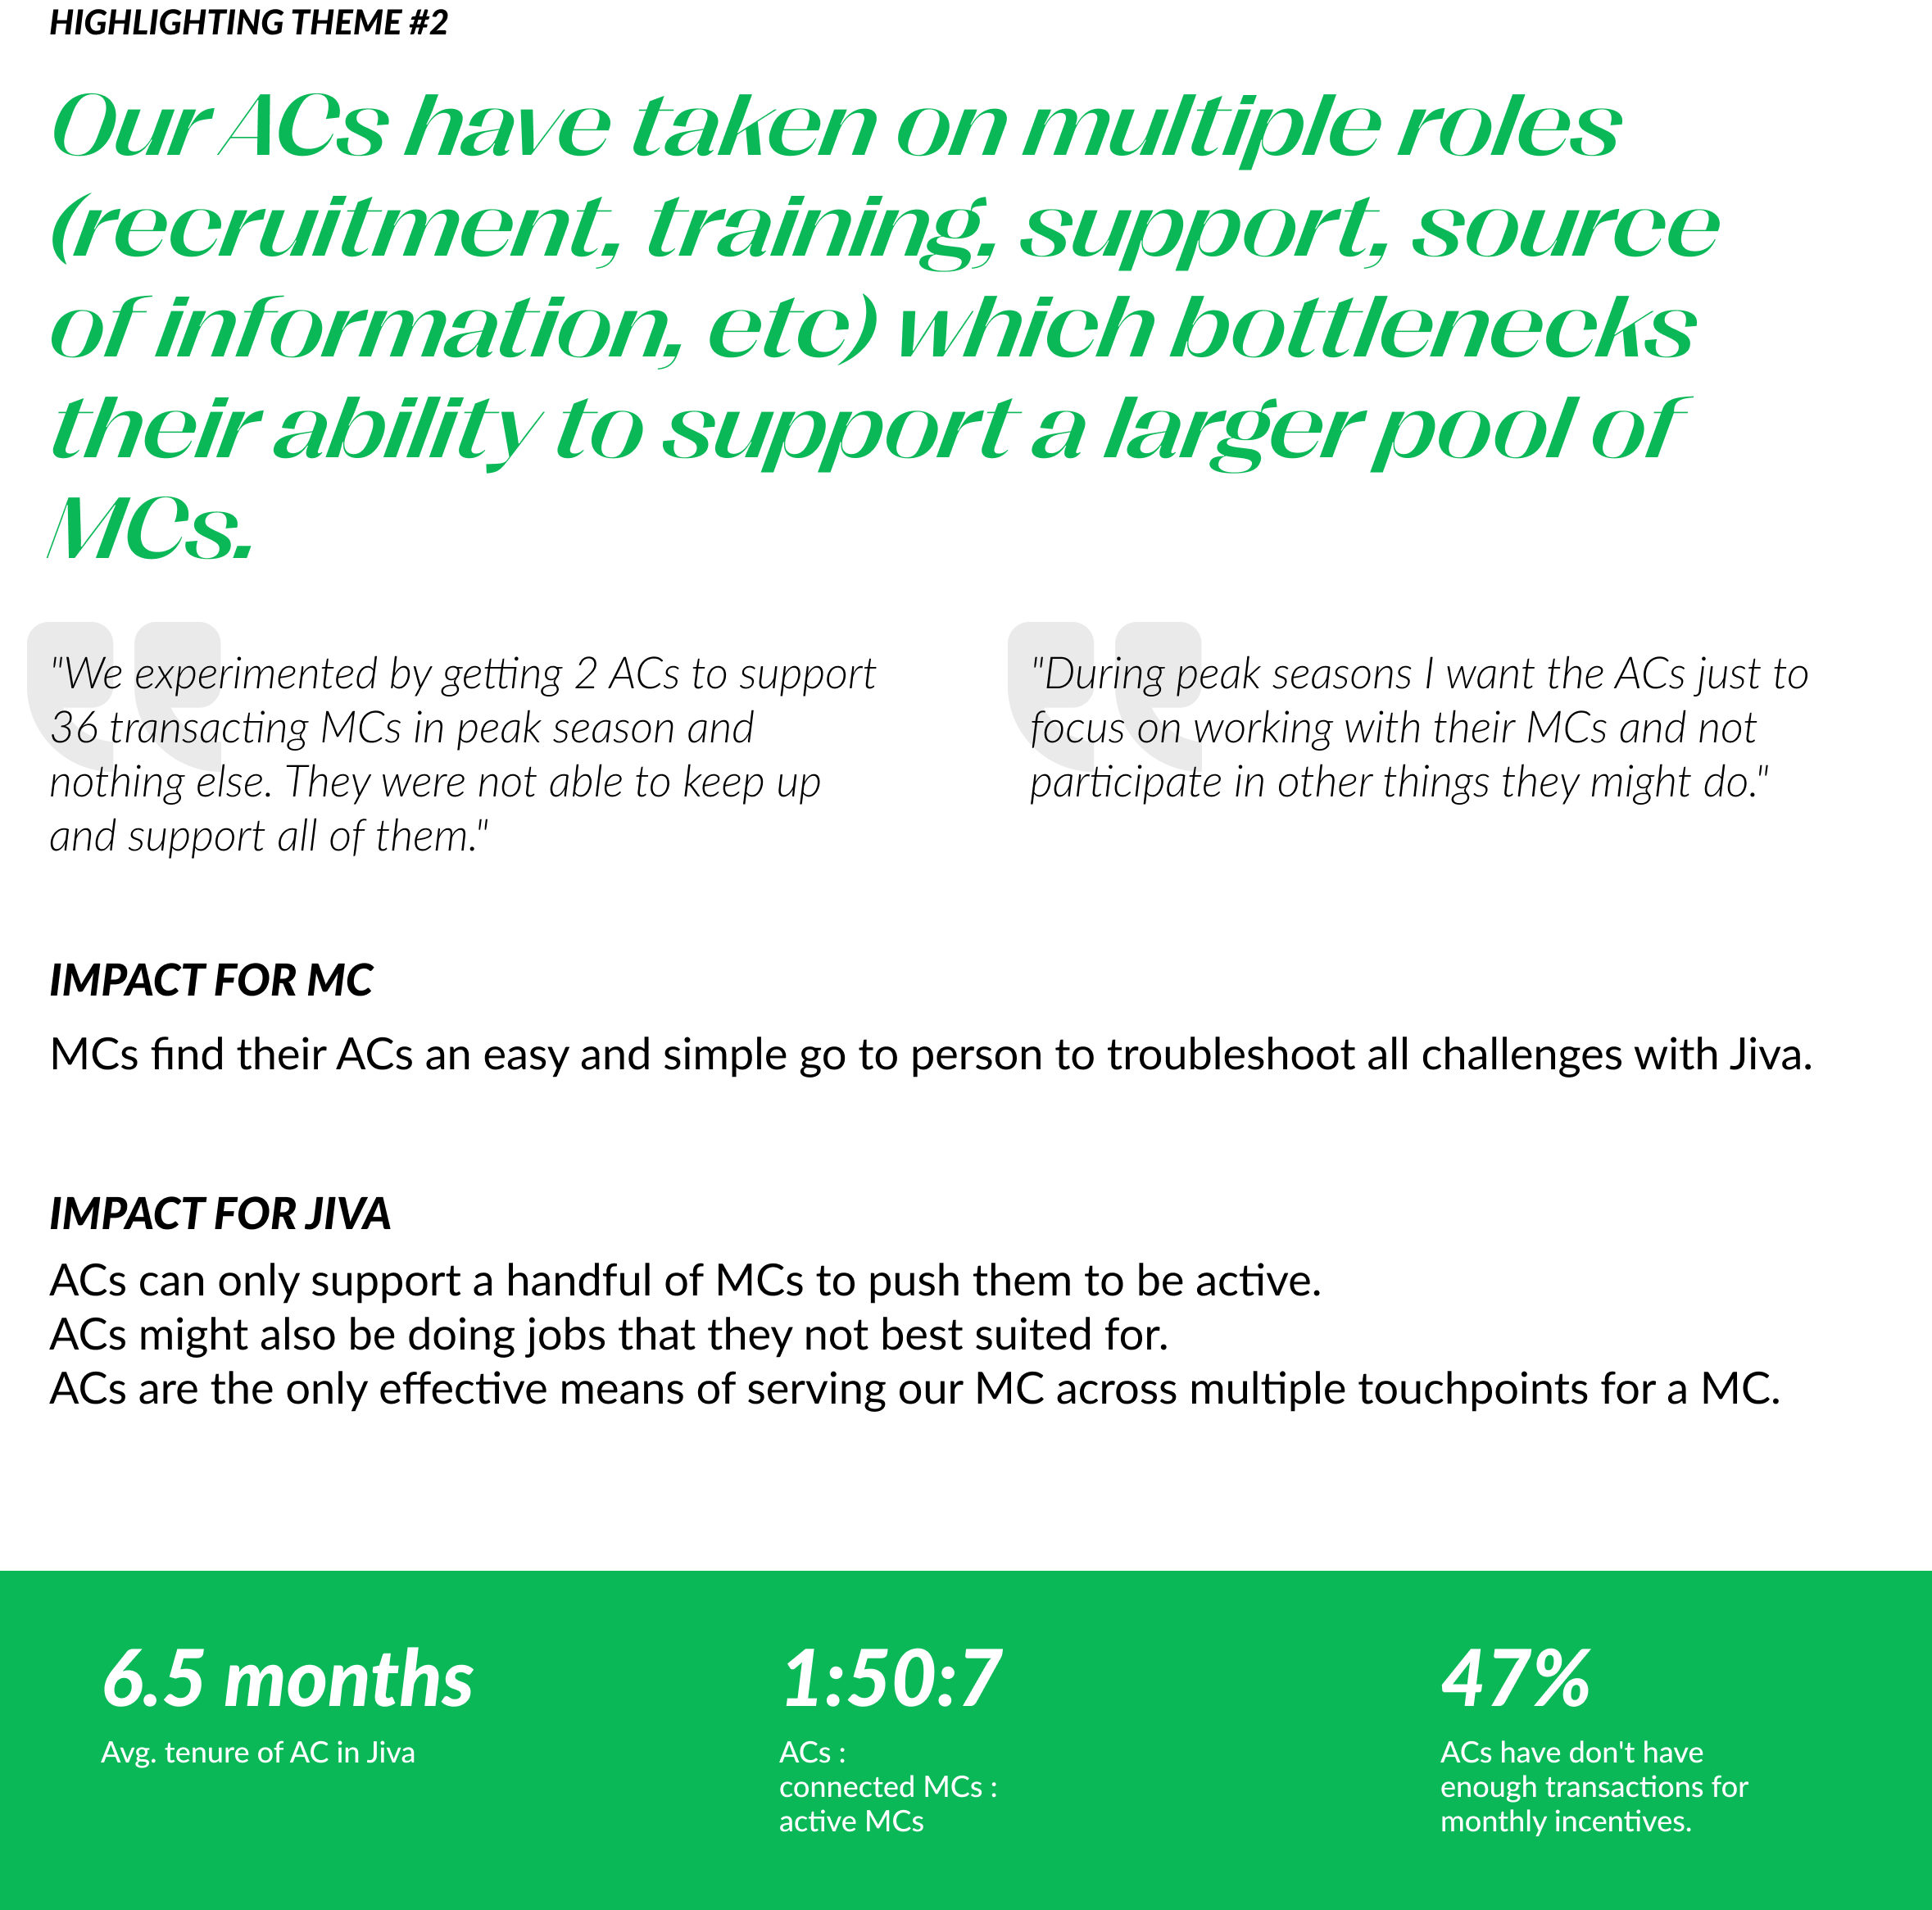 HIGHLIGHTING THEME #2
Our ACs have taken on multiple roles
(recruitment, training, support, source
of information, etc) which bottlenecks
their ability to support a larger pool of
MCs.
"We experimented by getting 2 ACs to support
36 transacting MCs in peak season and
nothing else. They were not able to keep up
and support all of them."
"During peak seasons I want the ACs just to
focus on working with their MCs and not
participate in other things they might do."
IMPACT FOR MC
MCs find their ACs an easy and simple go to person to troubleshoot all challenges with Jiva.
IMPACT FOR JIVA
ACs can only support a handful of MCs to push them to be active.
ACs might also be doing jobs that they not best suited for.
ACs are the only effective means of serving our MC across multiple touchpoints for a MC.
6.5 months
Avg. tenure of AC in Jiva
1:50:7
ACs :
connected MCs :
active MCs
47%
ACs have don't have
enough transactions for
monthly incentives.